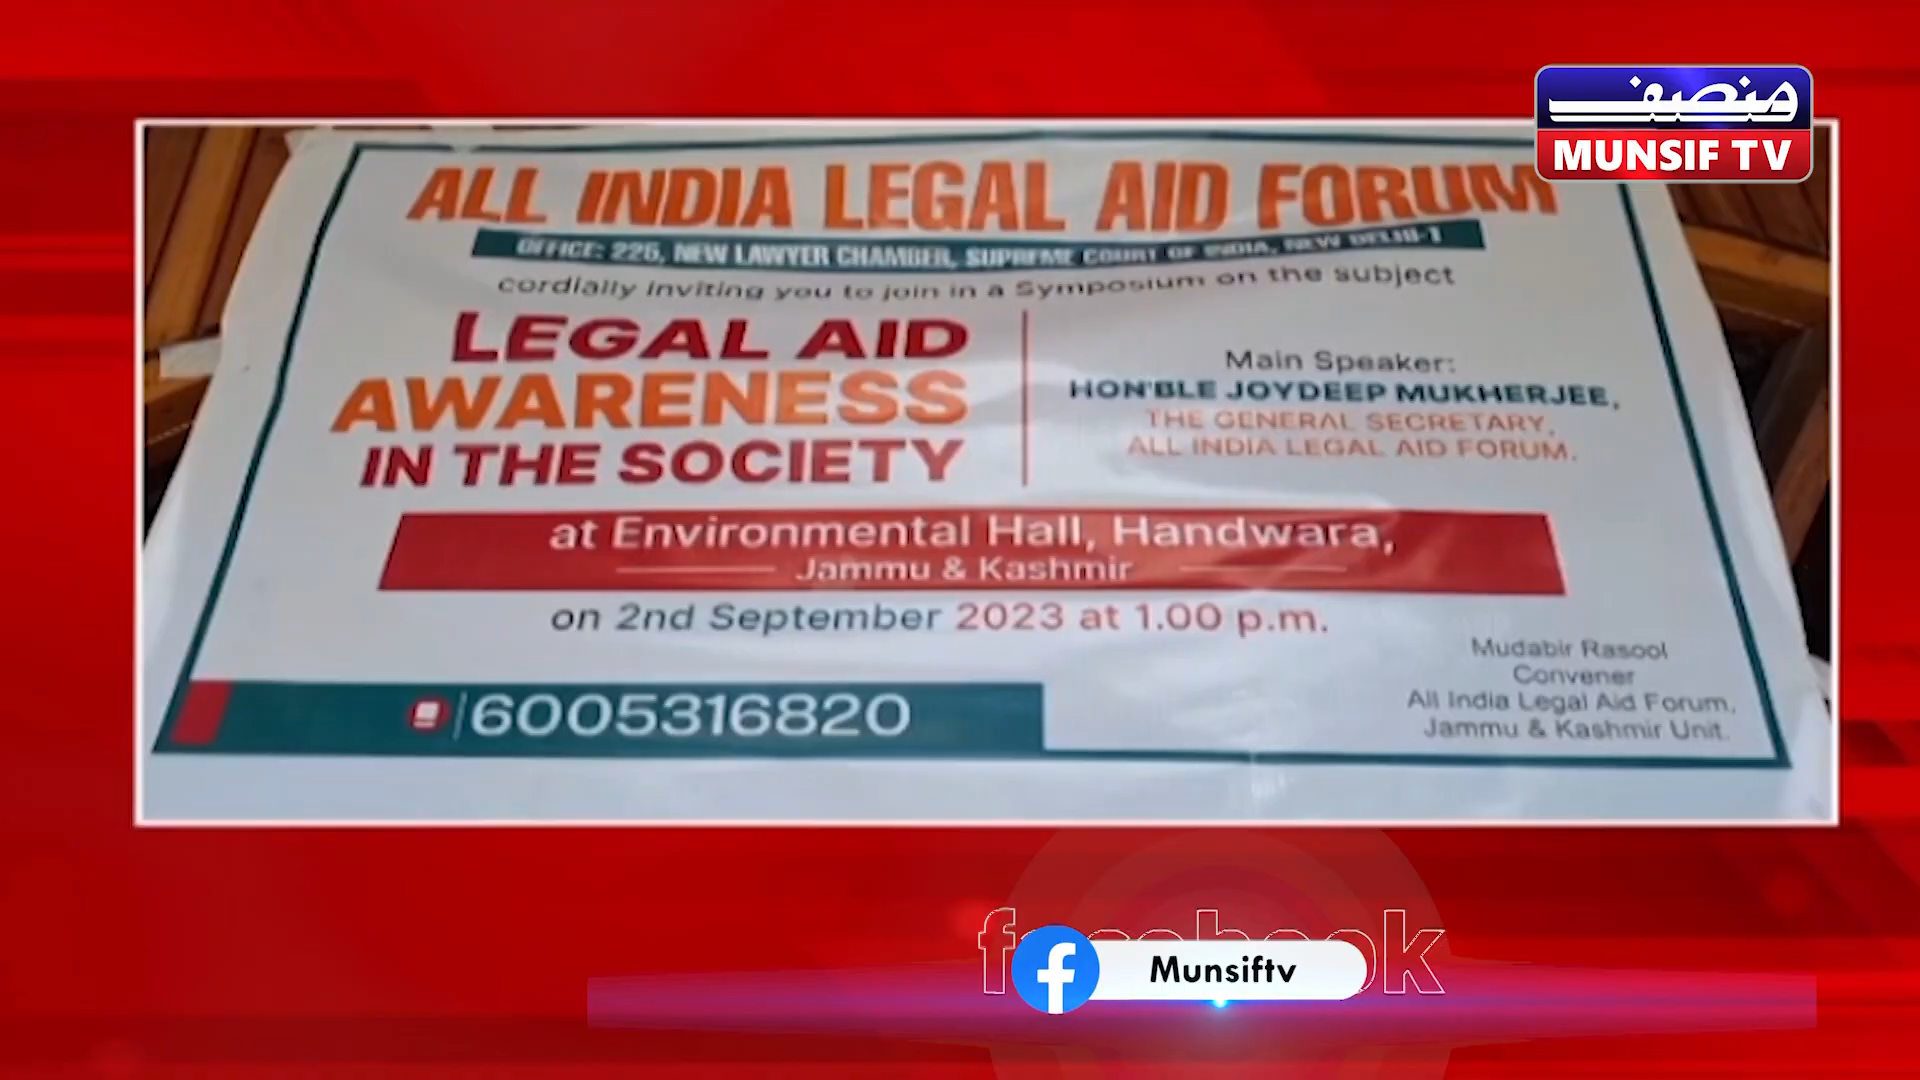 منصف
MUNSIF TV
ALL INDIA LEGAL AID FORUM
OFFICE: 225, NEW LAWYER CHAMBER, SUPREME COURT OF INDIA, NEW DELHI-1
cordially inviting you to join in a Symposium on the subject
LEGAL AID
AWARENESS
IN THE SOCIETY
Main Speaker:
HON'BLE JOYDEEP MUKHERJEE,
THE GENERAL SECRETARY,
ALL INDIA LEGAL AID FORUM.
at Environmental Hall, Handwara,
Jammu & Kashmir
on 2nd September 2023 at 1.00 p.m.
Mudabir Rasool
Convener
All India Legal Aid Forum,
Jammu & Kashmir Unit.
6005316820
facebook
Munsiftv